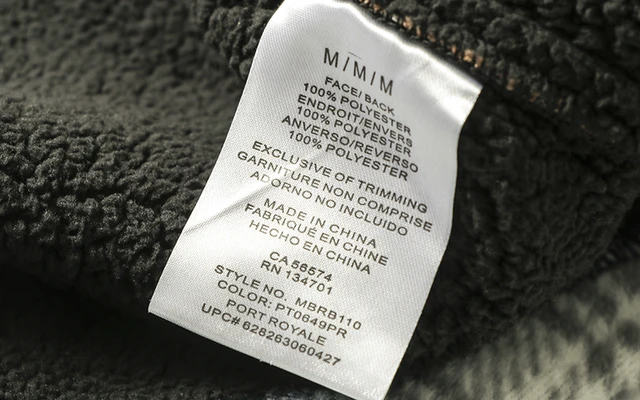 M/M/M
FACE/ BACK
100% POLYESTER
ENDROIT/ENVERS
100% POLYESTER
ANVERSO/REVERSO
100% POLYESTER
EXCLUSIVE OF TRIMMING
GARNITURE NON COMPRISE
ADORNO NO INCLUIDO
MADE IN CHINA
FABRIQUÉ EN CHINE
HECHO EN CHINA
CA 56574
RN 134701
STYLE NO. MBRB110
COLOR: PT0649PR
PORT ROYALE
UPC# 628263060427